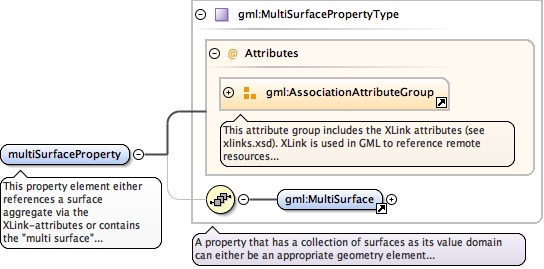 gml:MultiSurfacePropertyType
@ Attributes
gml:AssociationAttributeGroup
This attribute group includes the XLink attributes (see
xlinks.xsd). XLink is used in GML to reference remote
resources...
multiSurfaceProperty
This property element either
references a surface
aggregate via the
XLink-attributes or contains
the "multi surface"...
gml:MultiSurface
A property that has a collection of surfaces as its value domain
can either be an appropriate geometry element...